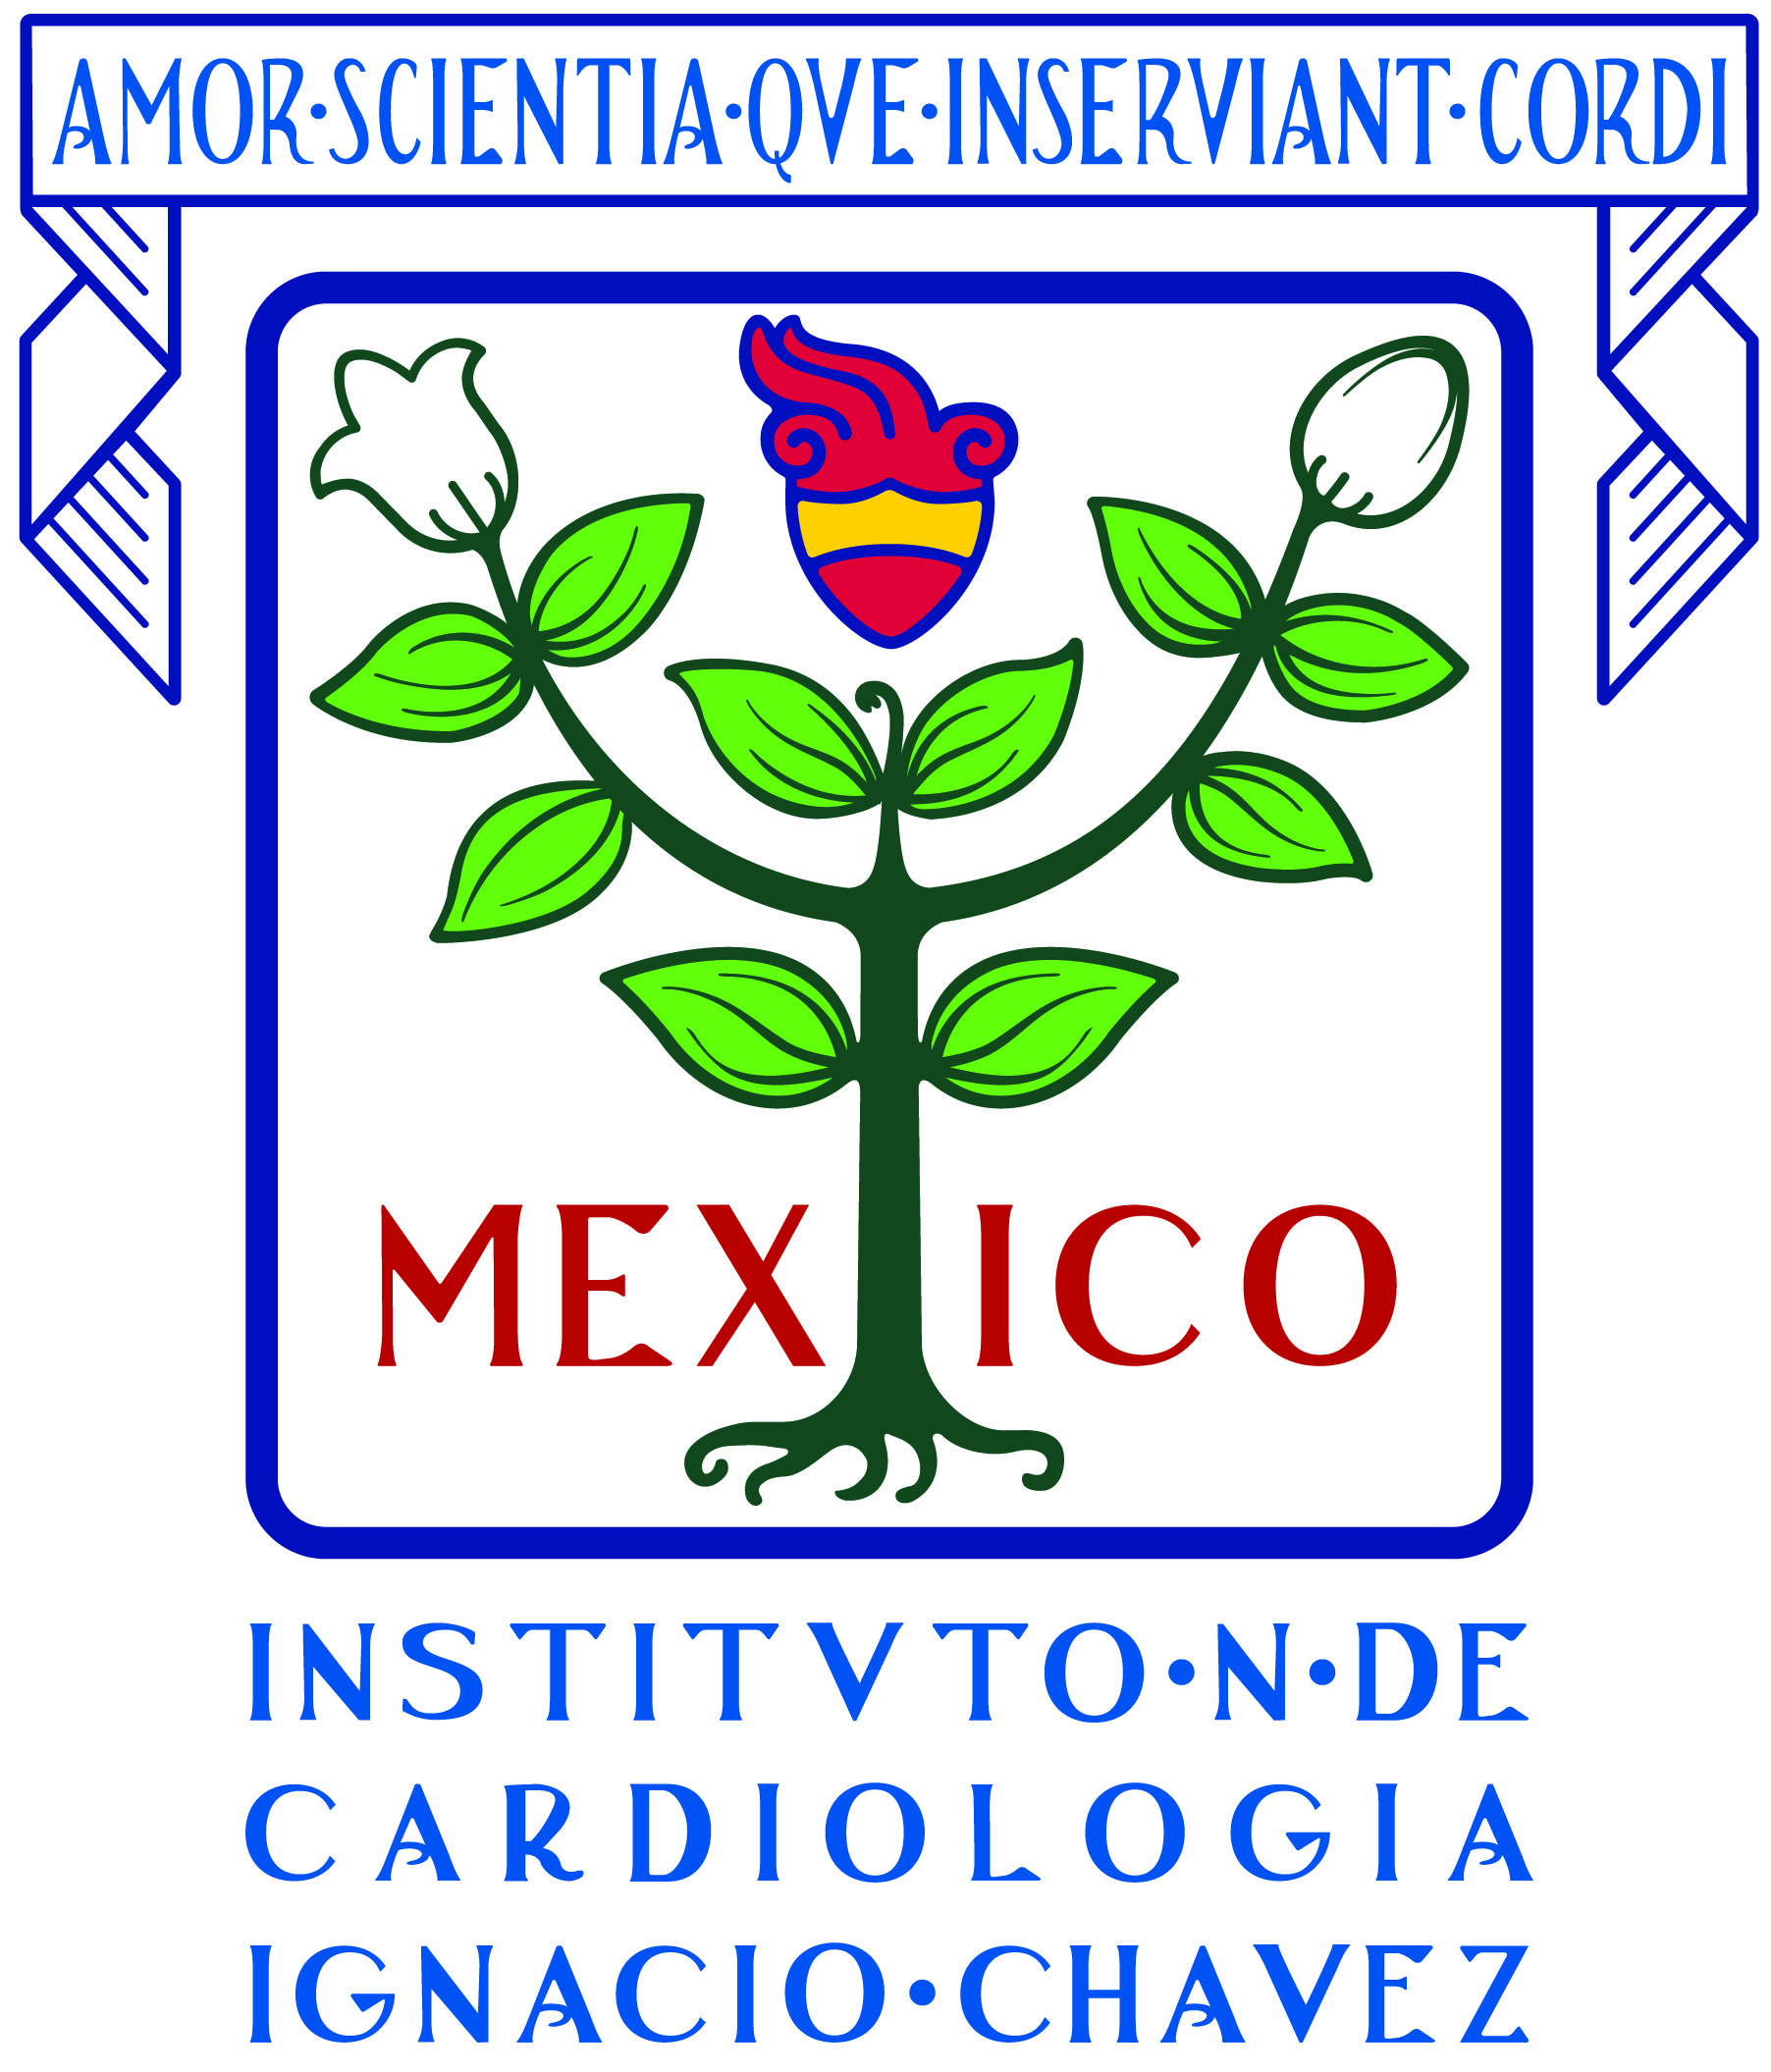 AMOR·SCIENTIA·QVE·INSERVIANT·CORDI
MEXICO
INSTITVTO·N·DE
CARDIOLOGIA
IGNACIO·CHAVEZ